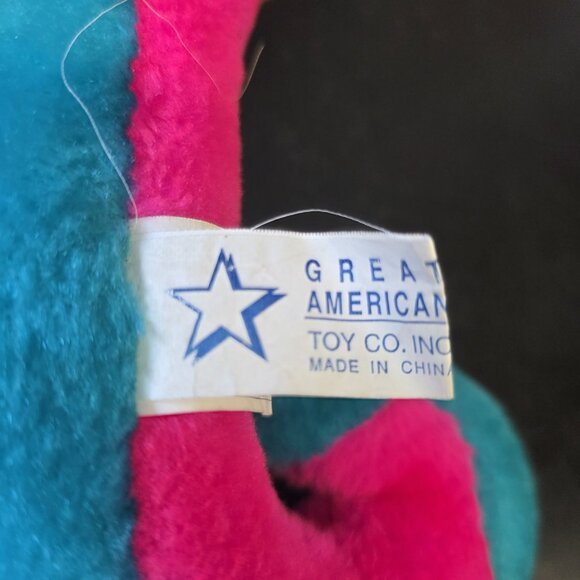 GREAT
AMERICAN
TOY CO. INC
MADE IN CHINA